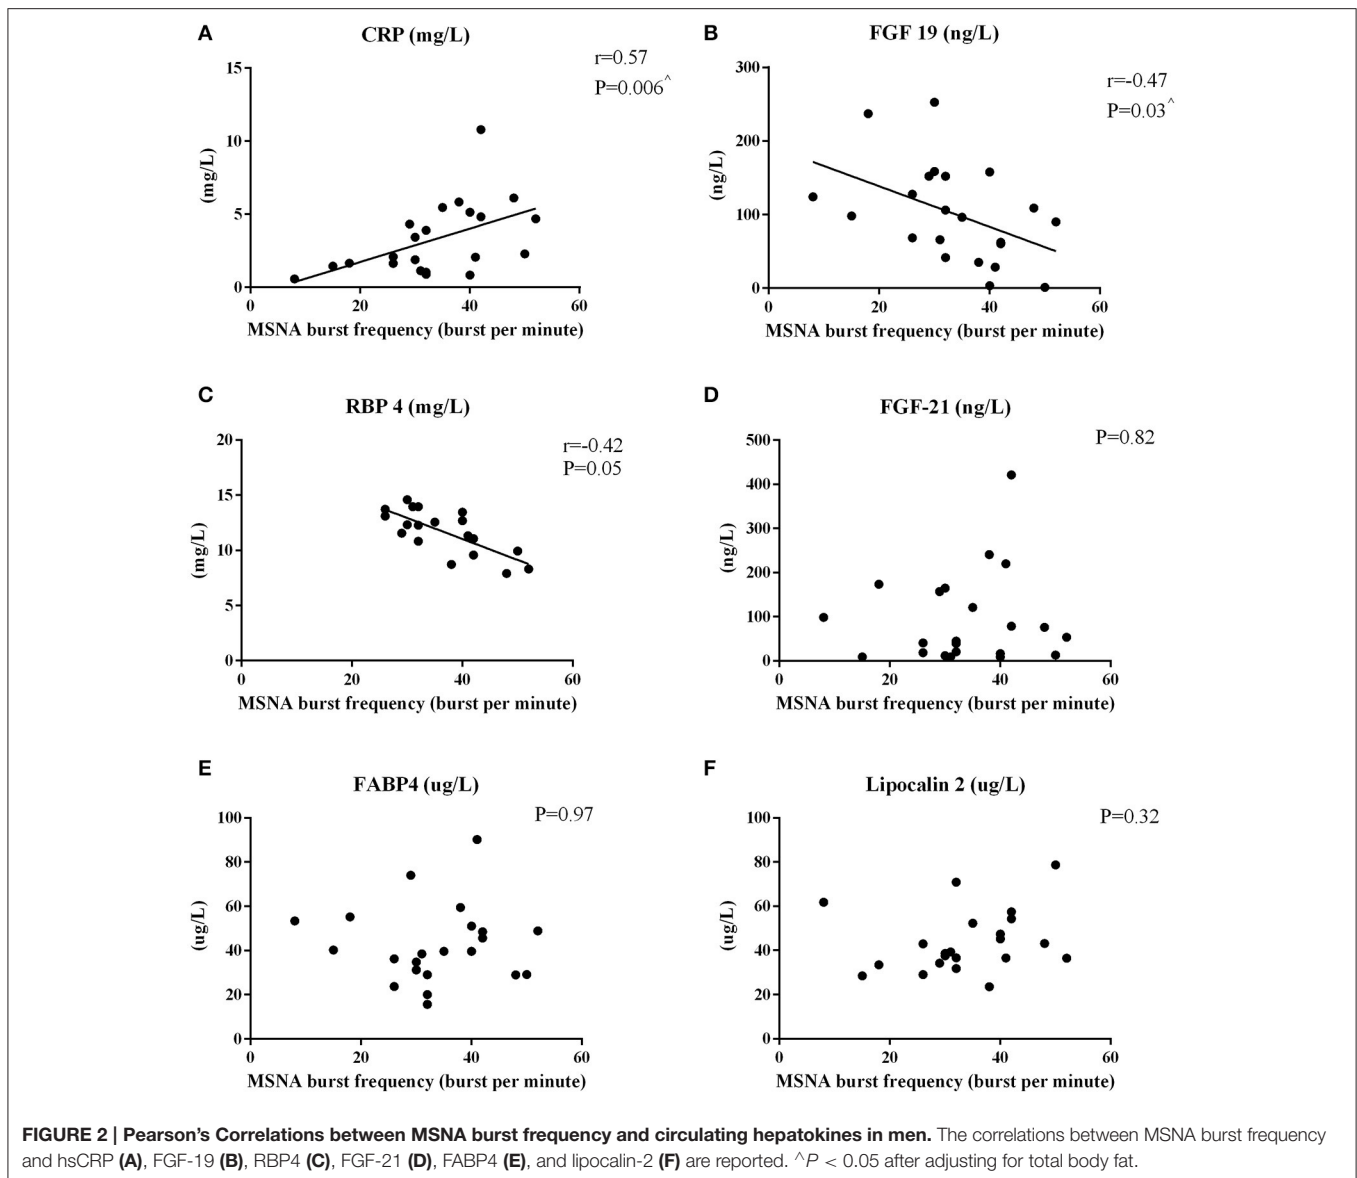 A
CRP (mg/L)
r=0.57
P=0.006^
15
10
5
0
(mg/L)
0 20 40 60
MSNA burst frequency (burst per minute)
B
FGF 19 (ng/L)
r=-0.47
P=0.03^
300
200
100
0
(ng/L)
0 20 40 60
MSNA burst frequency (burst per minute)
C
RBP 4 (mg/L)
r=-0.42
P=0.05
20
15
10
5
0
(mg/L)
0 20 40 60
MSNA burst frequency (burst per minute)
D
FGF-21 (ng/L)
P=0.82
500
400
300
200
100
0
(ng/L)
0 20 40 60
MSNA burst frequency (burst per minute)
E
FABP4 (ug/L)
P=0.97
100
80
60
40
20
0
(ug/L)
0 20 40 60
MSNA burst frequency (burst per minute)
F
Lipocalin 2 (ug/L)
P=0.32
100
80
60
40
20
0
(ug/L)
0 20 40 60
MSNA burst frequency (burst per minute)
FIGURE 2 | Pearson's Correlations between MSNA burst frequency and circulating hepatokines in men. The correlations between MSNA burst frequency
and hsCRP (A), FGF-19 (B), RBP4 (C), FGF-21 (D), FABP4 (E), and lipocalin-2 (F) are reported. ^P < 0.05 after adjusting for total body fat.